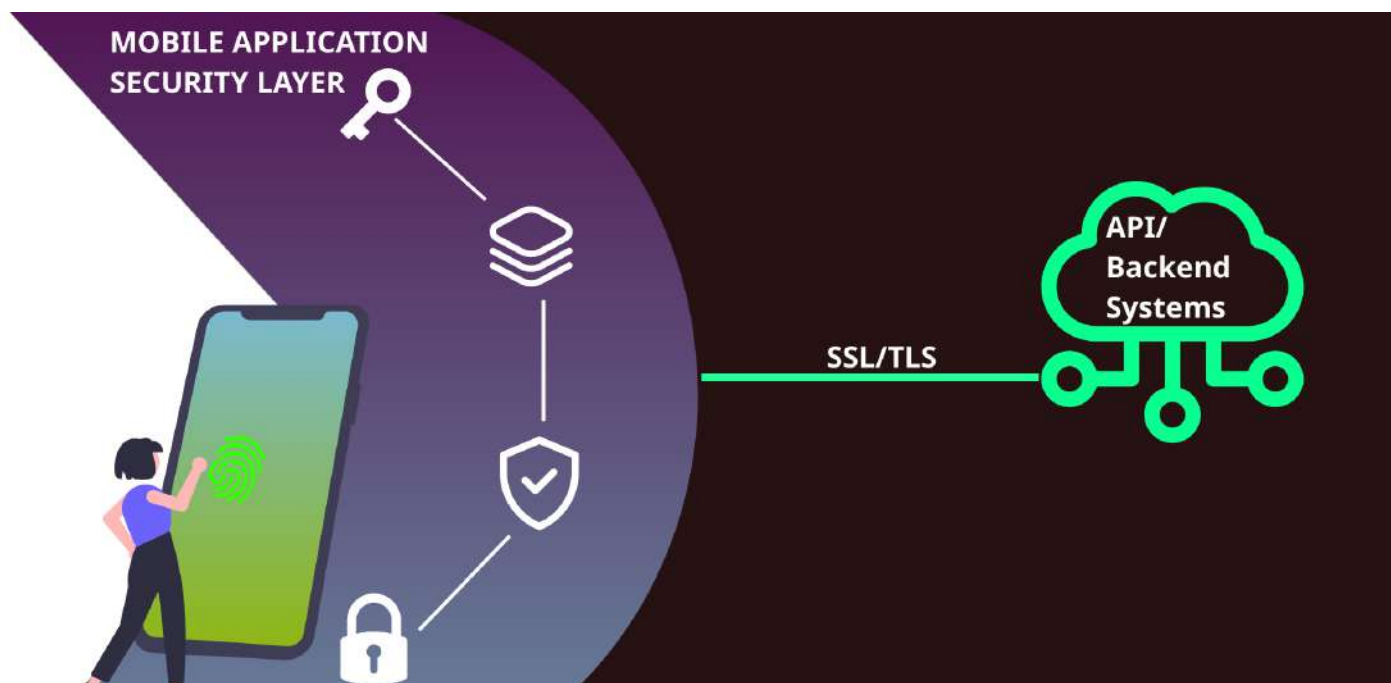 MOBILE APPLICATION
SECURITY LAYER
SSL/TLS
API/
Backend
Systems